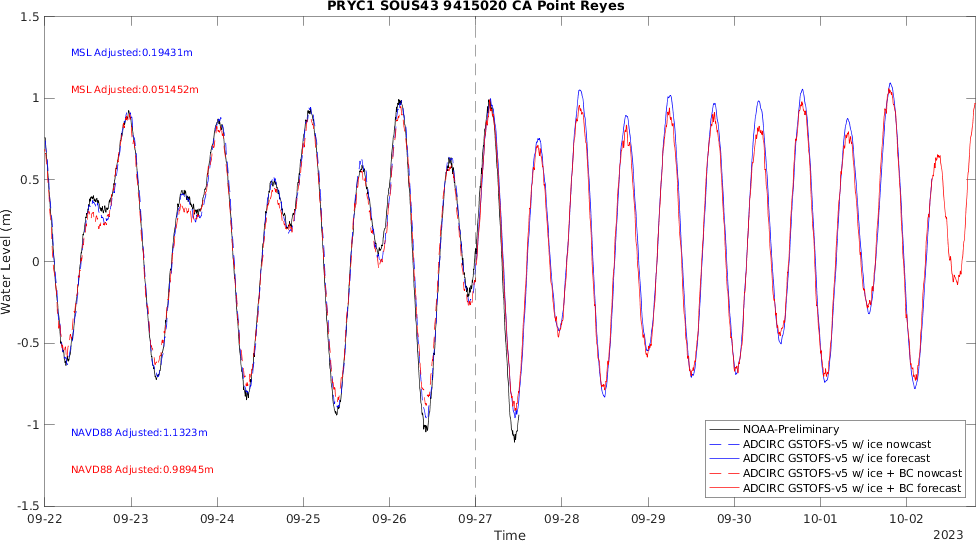 PRYC1 SOUS43 9415020 CA Point Reyes
1.5
1
0.5
0
-0.5
-1
-1.5
Water Level (m)
MSL Adjusted:0.19431m
MSL Adjusted:0.051452m
NAVD88 Adjusted:1.1323m
NAVD88 Adjusted:0.98945m
NOAA-Preliminary
ADCIRC GSTOFS-v5 w/ ice nowcast
ADCIRC GSTOFS-v5 w/ ice forecast
ADCIRC GSTOFS-v5 w/ ice + BC nowcast
ADCIRC GSTOFS-v5 w/ ice + BC forecast
09-22 09-23 09-24 09-25 09-26 09-27 09-28 09-29 09-30 10-01 10-02
Time
2023